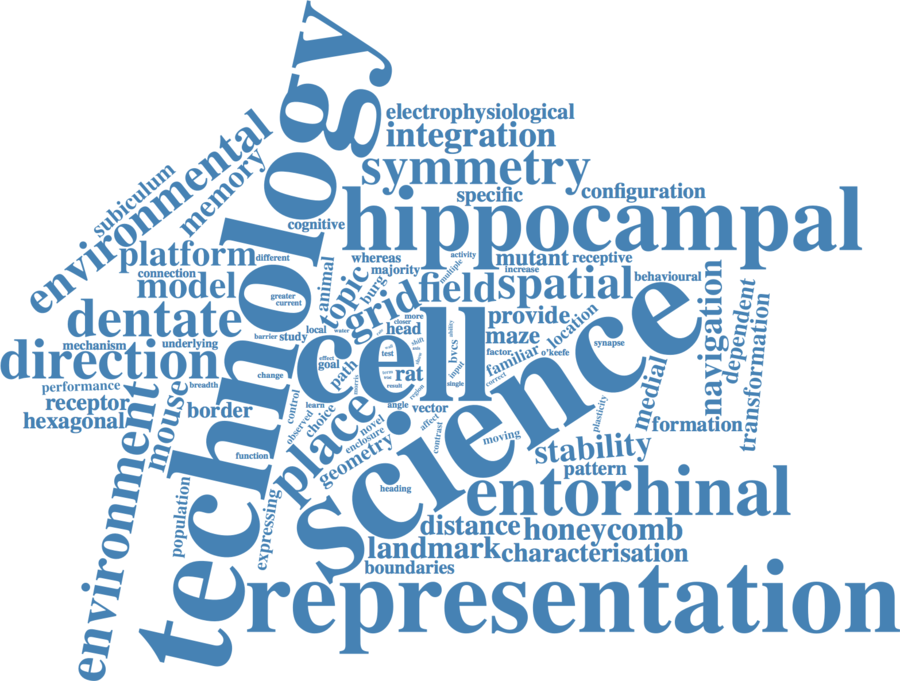 technology
electrophysiological
integration
symmetry
specific
configuration
environmental
memory
subiculum
cognitive
hippocampal
platform
different
whereas
activity
mutant
receptive
connection
majority
multiple
increase
behavioural
model
animal
topic
burg
field
spatial
navigation
dependent
transformation
greater
current
grid
dentate
local
water
more
closer
head
provide
location
barrier
study
maze
mechanism
underlying
cell
shift
ability
bvcs
factor
familiar
o'keefe
synapse
direction
effect
goal
test
input
correct
science
change
path
rat
performance
breadth
term
result
region
single
medial
receptor
mouse
border
control
learn
morris
place
angle
vector
plasticity
hexagonal
observed
choice
novel
affect
formation
enclosure
contrast
moving
stability
environment
function
geometry
pattern
heading
entorhinal
population
expressing
distance
honeycomb
landmark
characterisation
boundaries
representation